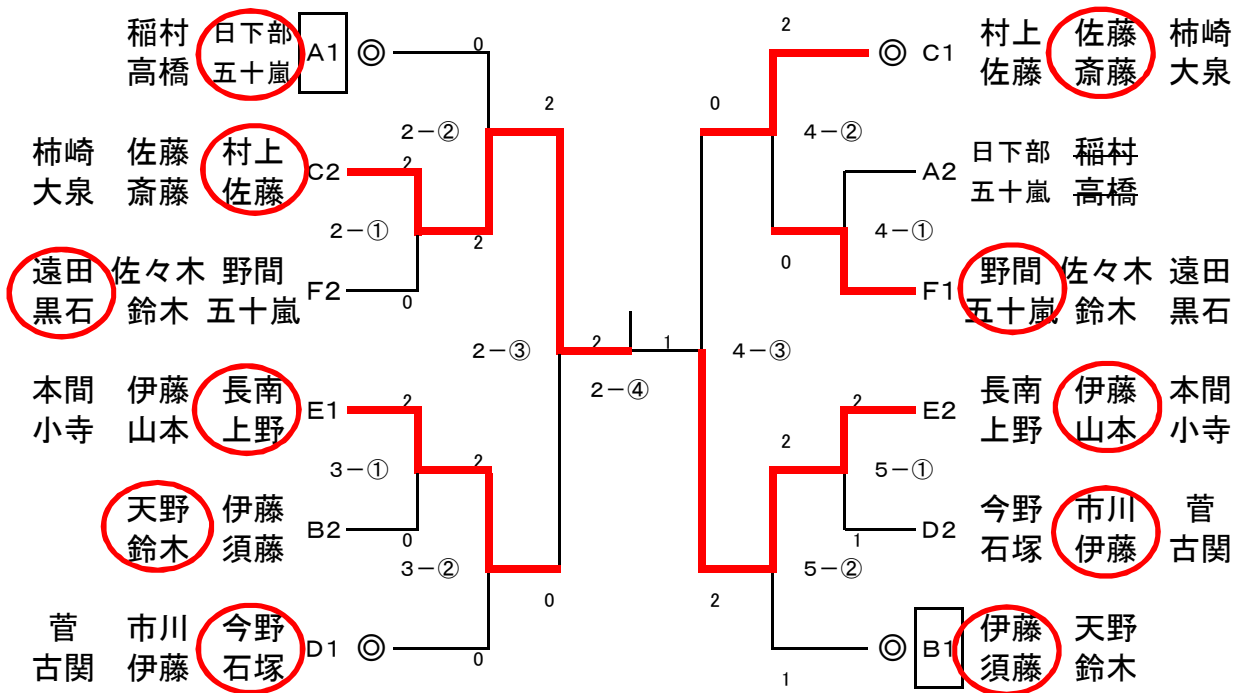 稲村 日下部
高橋 五十嵐
A1 ◎
0
2
2－②
柿崎 佐藤 村上
大泉 斎藤 佐藤
C2
2
2－①
2
遠田 佐々木 野間
黒石 鈴木 五十嵐
F2
0
2－③
本間 伊藤 長南
小寺 山本 上野
E1
2
3－①
2
天野 伊藤
鈴木 須藤
B2
0
3－②
0
菅 市川 今野
古関 伊藤 石塚
D1 ◎
0
2
1
2－④
2
◎ C1
村上 佐藤 柿崎
佐藤 斎藤 大泉
0
4－②
A2
日下部 稲村
五十嵐 高橋
4－①
0
F1
野間 佐々木 遠田
五十嵐 鈴木 黒石
4－③
2
E2
長南 伊藤 本間
上野 山本 小寺
2
5－①
1
D2
今野 市川 菅
石塚 伊藤 古関
5－②
2
◎ B1
伊藤 天野
須藤 鈴木
1